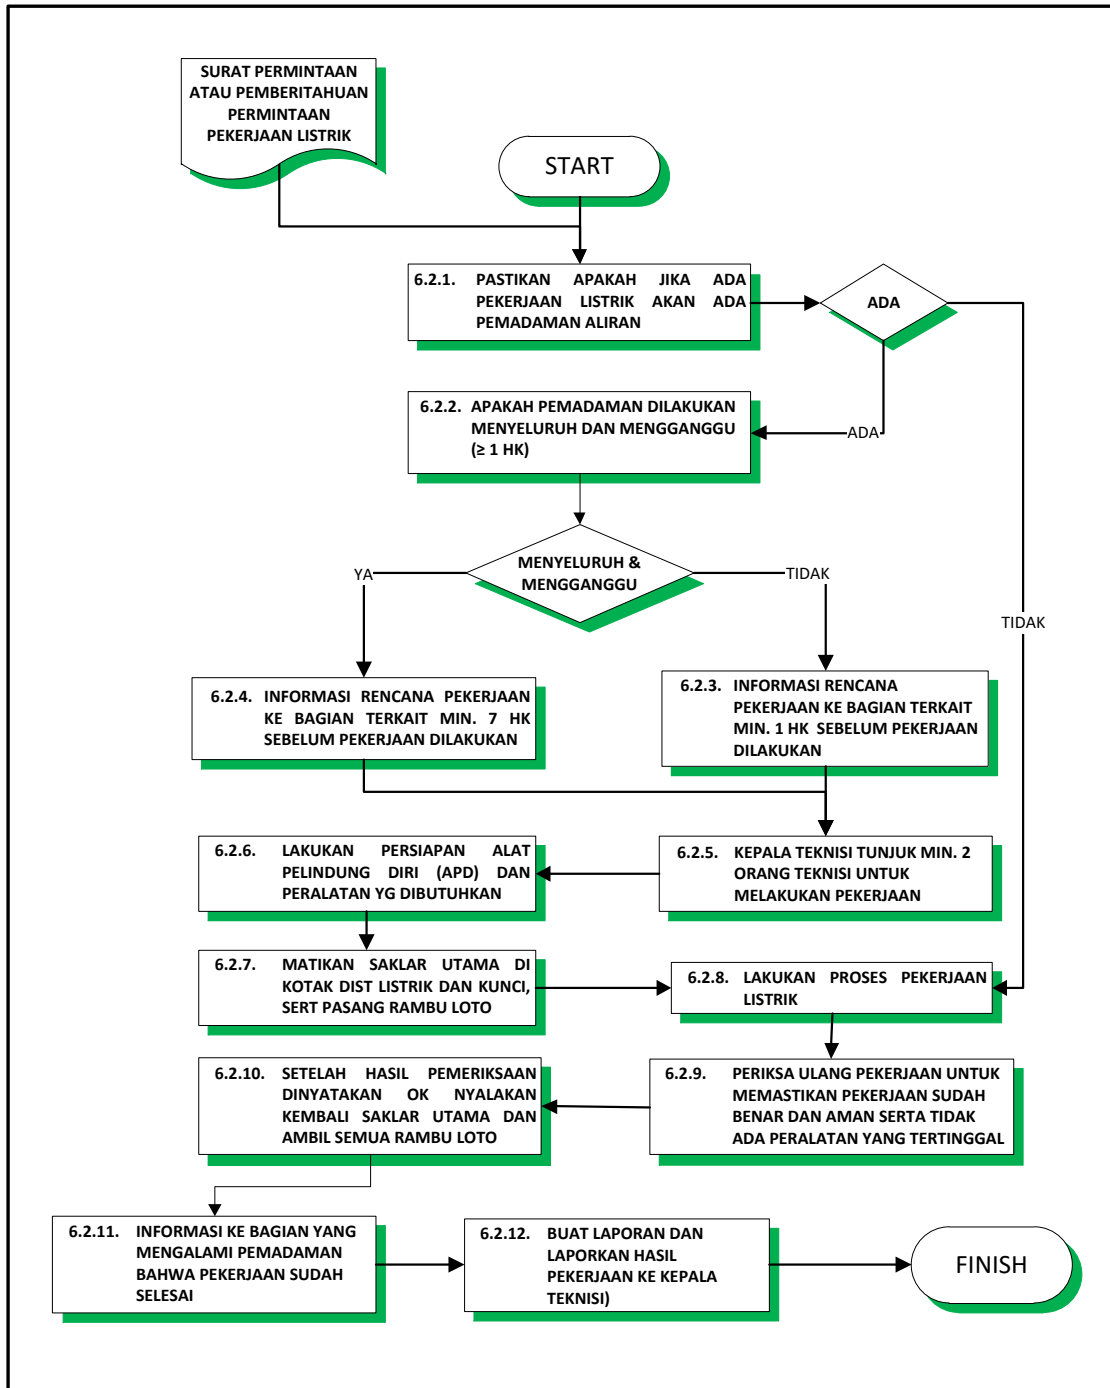 SURAT PERMINTAAN
ATAU PEMBERITAHUAN
PERMINTAAN
PEKERJAAN LISTRIK
START
6.2.1. PASTIKAN APAKAH JIKA ADA
PEKERJAAN LISTRIK AKAN ADA
PEMADAMAN ALIRAN
ADA
6.2.2. APAKAH PEMADAMAN DILAKUKAN
MENYELURUH DAN MENGGANGGU
(≥ 1 HK)
ADA
MENYELURUH &
MENGGANGGU
YA
TIDAK
TIDAK
6.2.4. INFORMASI RENCANA PEKERJAAN
KE BAGIAN TERKAIT MIN. 7 HK
SEBELUM PEKERJAAN DILAKUKAN
6.2.3. INFORMASI RENCANA
PEKERJAAN KE BAGIAN TERKAIT
MIN. 1 HK SEBELUM PEKERJAAN
DILAKUKAN
6.2.6. LAKUKAN PERSIAPAN ALAT
PELINDUNG DIRI (APD) DAN
PERALATAN YG DIBUTUHKAN
6.2.5. KEPALA TEKNISI TUNJUK MIN. 2
ORANG TEKNISI UNTUK
MELAKUKAN PEKERJAAN
6.2.7. MATIKAN SAKLAR UTAMA DI
KOTAK DIST LISTRIK DAN KUNCI,
SERT PASANG RAMBU LOTO
6.2.8. LAKUKAN PROSES PEKERJAAN
LISTRIK
6.2.10. SETELAH HASIL PEMERIKSAAN
DINYATAKAN OK NYALAKAN
KEMBALI SAKLAR UTAMA DAN
AMBIL SEMUA RAMBU LOTO
6.2.9. PERIKSA ULANG PEKERJAAN UNTUK
MEMASTIKAN PEKERJAAN SUDAH
BENAR DAN AMAN SERTA TIDAK
ADA PERALATAN YANG TERTINGGAL
6.2.11. INFORMASI KE BAGIAN YANG
MENGALAMI PEMADAMAN
BAHWA PEKERJAAN SUDAH
SELESAI
6.2.12. BUAT LAPORAN DAN
LAPORKAN HASIL
PEKERJAAN KE KEPALA
TEKNISI)
FINISH